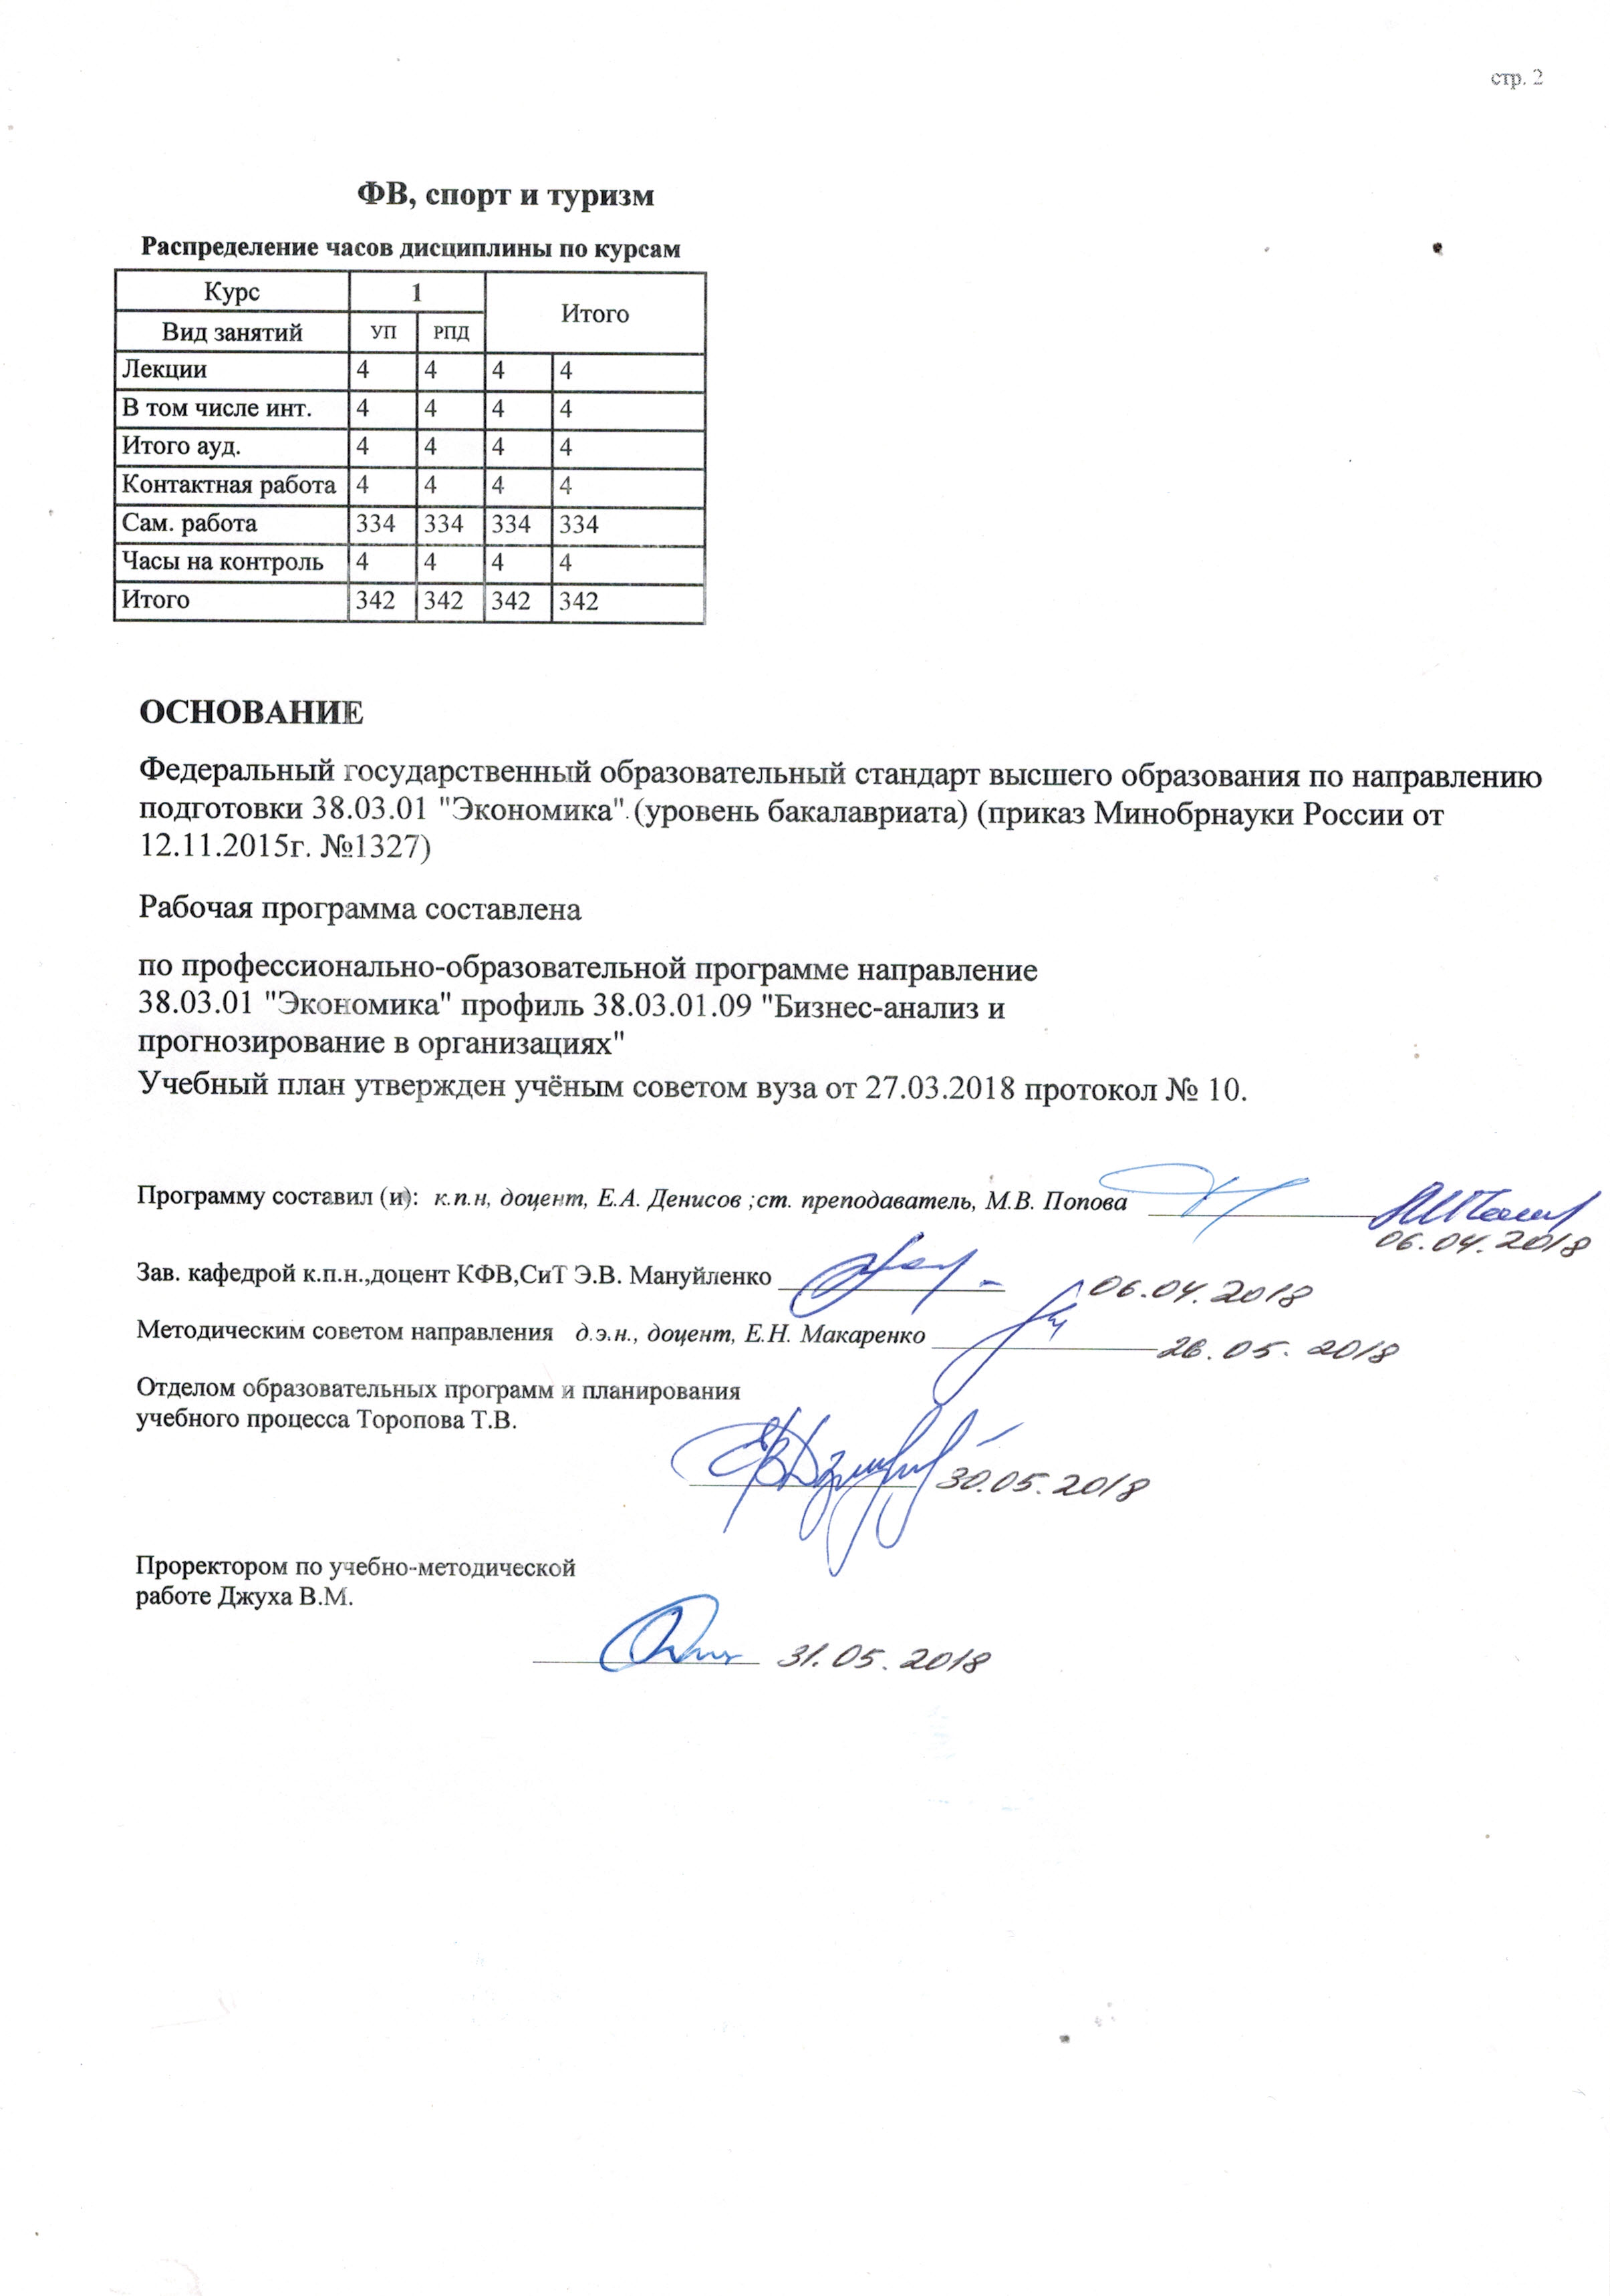 стр. 2
ФВ, спорт и туризм
Распределение часов дисциплины по курсам
Курс 1 Итого
Вид занятий УП РПД
Лекции 4 4 4 4
В том числе инт. 4 4 4 4
Итого ауд. 4 4 4 4
Контактная работа 4 4 4 4
Сам. работа 334 334 334 334
Часы на контроль 4 4 4 4
Итого 342 342 342 342
ОСНОВАНИЕ
Федеральный государственный образовательный стандарт высшего образования по направлению
подготовки 38.03.01 "Экономика" (уровень бакалавриата) (приказ Минобрнауки России от
12.11.2015г. №1327)
Рабочая программа составлена
по профессионально-образовательной программе направление
38.03.01 "Экономика" профиль 38.03.01.09 "Бизнес-анализ и
прогнозирование в организациях"
Учебный план утвержден учёным советом вуза от 27.03.2018 протокол № 10.
Программу составил (и): к.п.н, доцент, Е.А. Денисов ;ст. преподаватель, М.В. Попова
06.04.2018
Зав. кафедрой к.п.н.,доцент КФВ,СиТ Э.В. Мануйленко 06.04.2018
Методическим советом направления д.э.н., доцент, Е.Н. Макаренко 26.05.2018
Отделом образовательных программ и планирования
учебного процесса Торопова Т.В.
30.05.2018
Проректором по учебно-методической
работе Джуха В.М.
31.05.2018